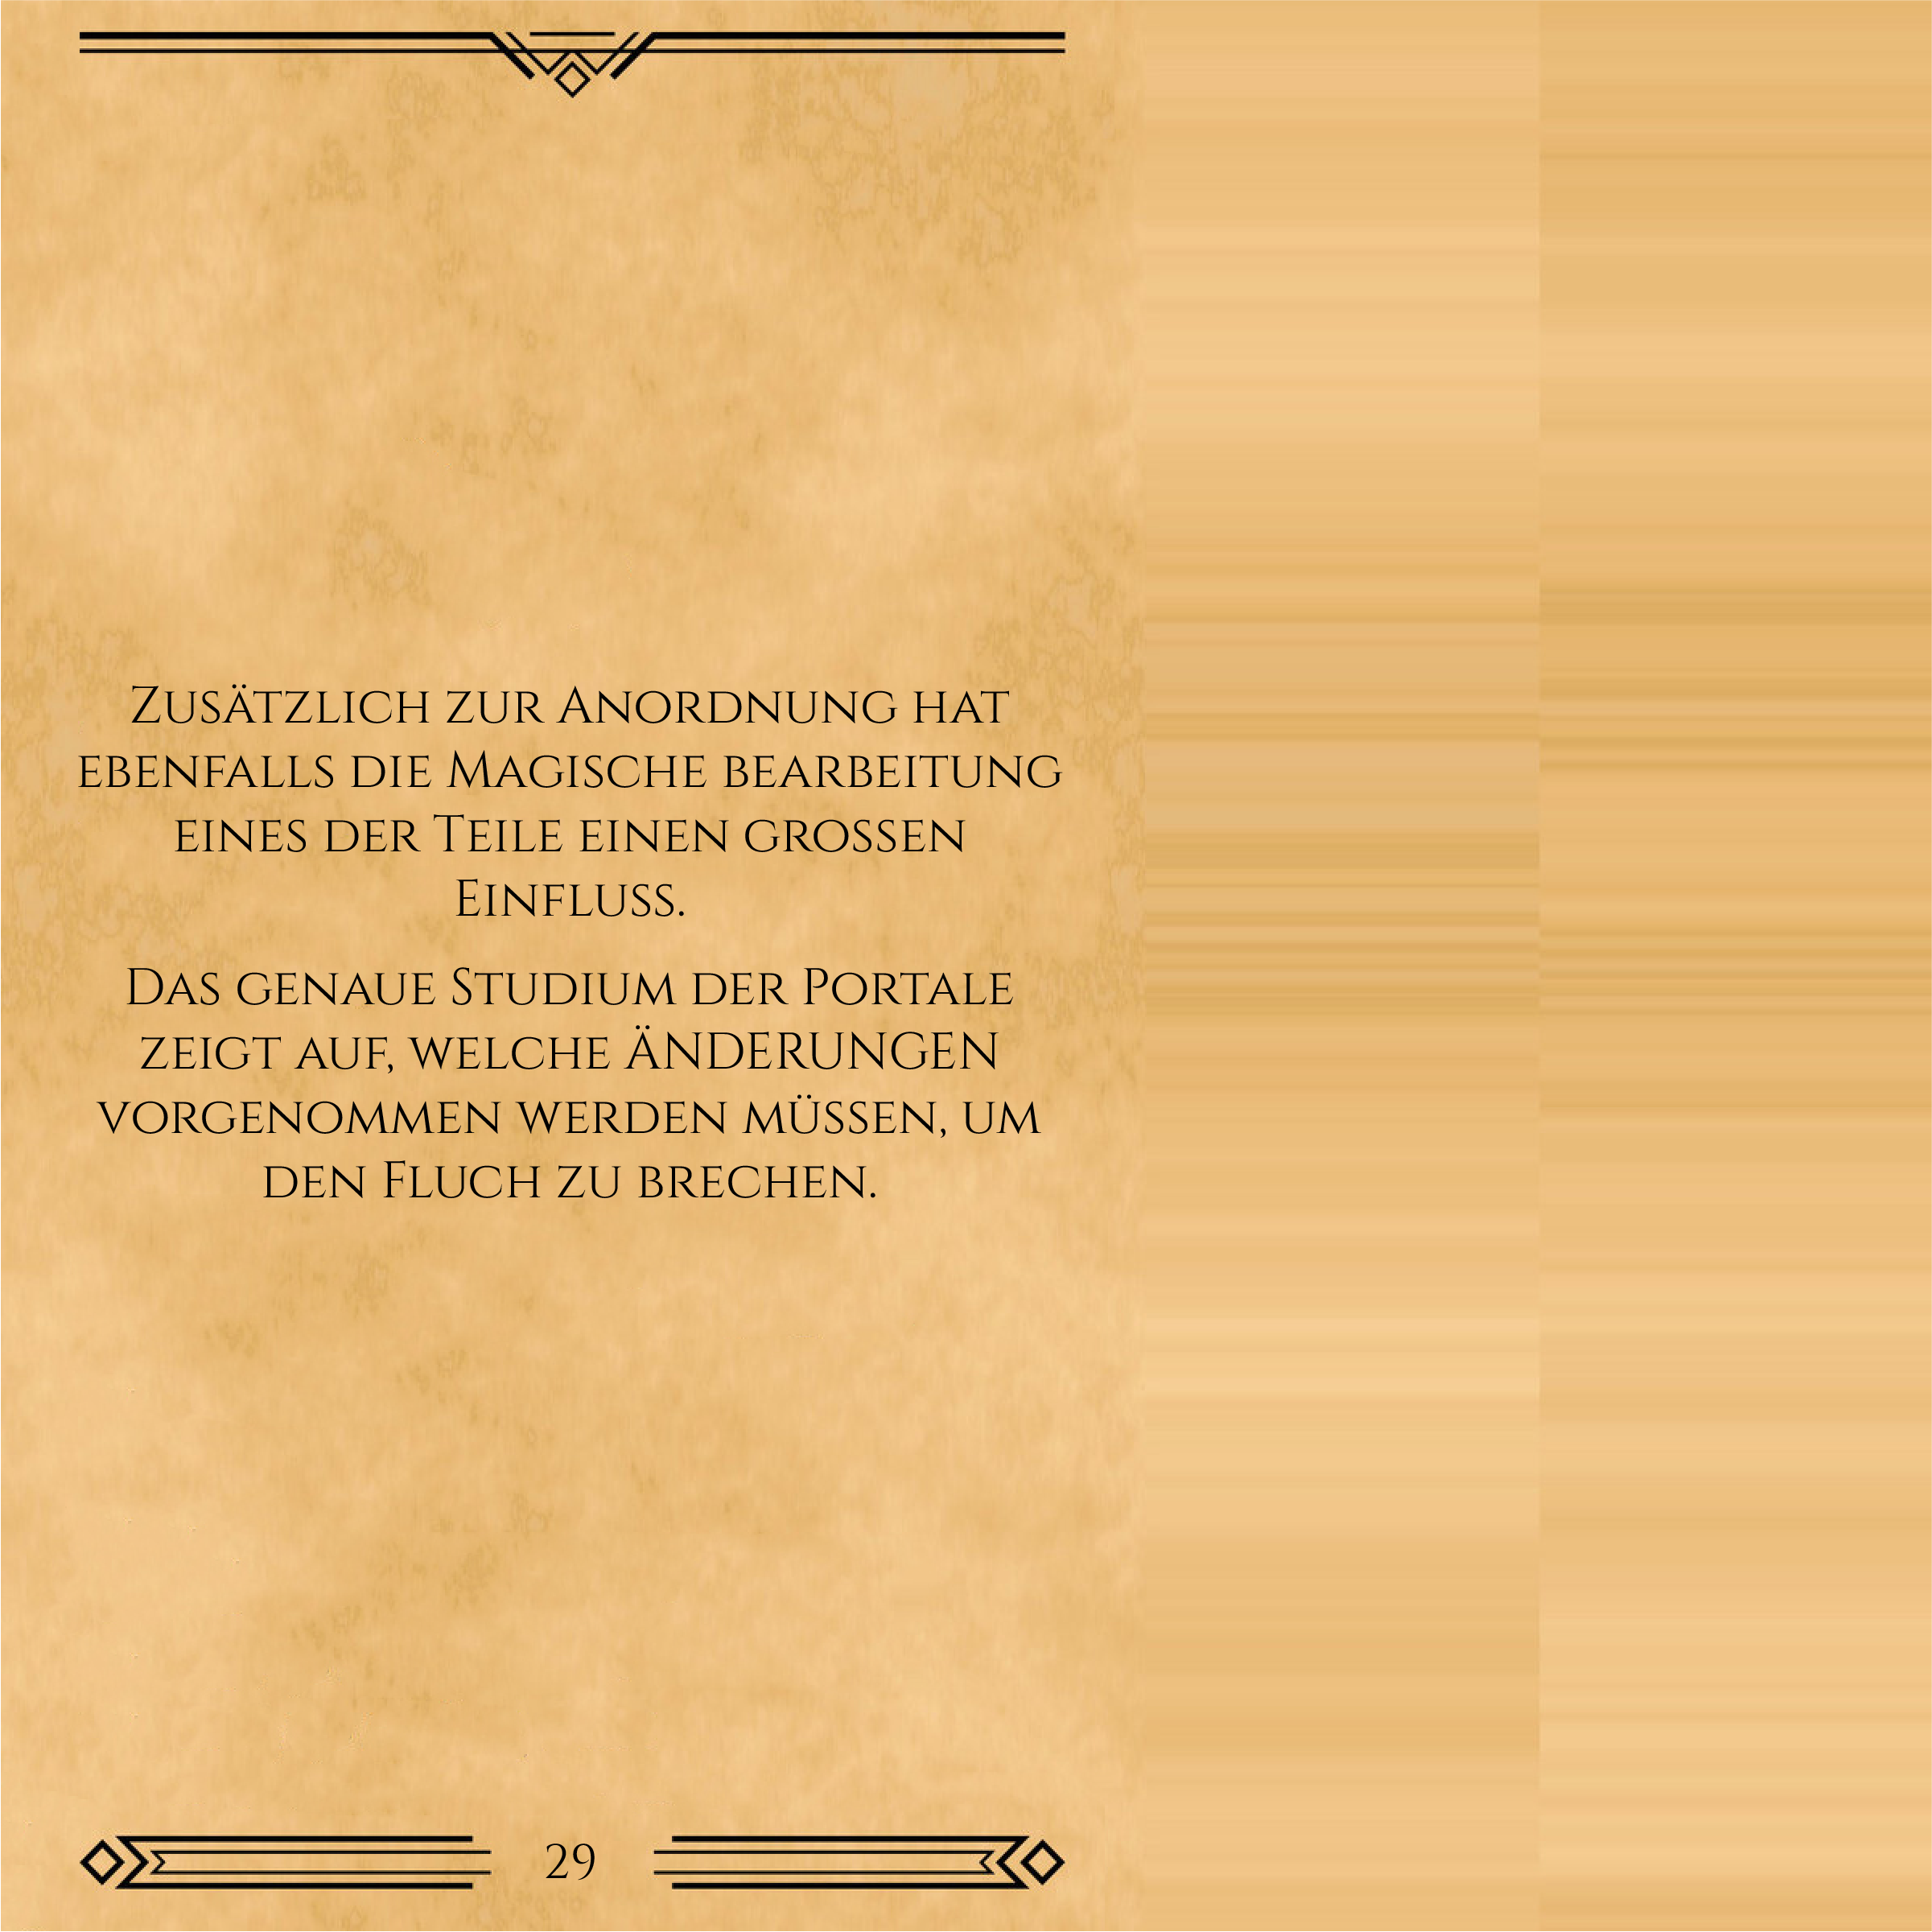 Zusätzlich zur Anordnung hat
ebenfalls die Magische bearbeitung
eines der Teile einen grossen
Einfluss.
Das genaue Studium der Portale
zeigt auf, welche ÄNDERUNGEN
vorgenommen werden müssen, um
den Fluch zu brechen.
29